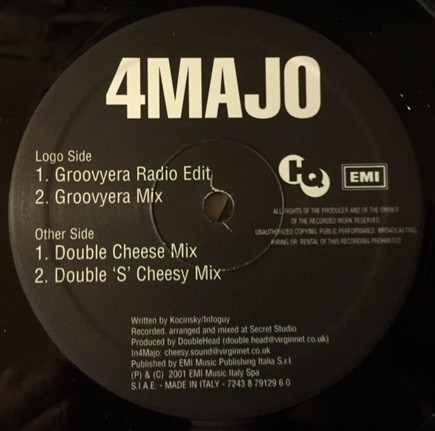 4MAJO
Logo Side
1. Groovyera Radio Edit
2. Groovyera Mix
HQ
EMI
ALL RIGHTS OF THE PRODUCER AND OF THE OWNER
OF THE RECORDED WORK RESERVED.
UNAUTHORIZED COPYING, PUBLIC PERFORMANCE, BROADCASTING,
HIRING OR RENTAL OF THIS RECORDING PROHIBITED.
Other Side
1. Double Cheese Mix
2. Double 'S' Cheesy Mix
Written by Kocinsky/Infoguy
Recorded, arranged and mixed at Secret Studio
Produced by DoubleHead (double.head@virginnet.co.uk)
In4Majo: cheesy.sound@virginnet.co.uk
Published by EMI Music Publishing Italia S.r.l.
(P) & (C) 2001 EMI Music Italy Spa
S.I.A.E. - MADE IN ITALY - 7243 8 79129 6 0